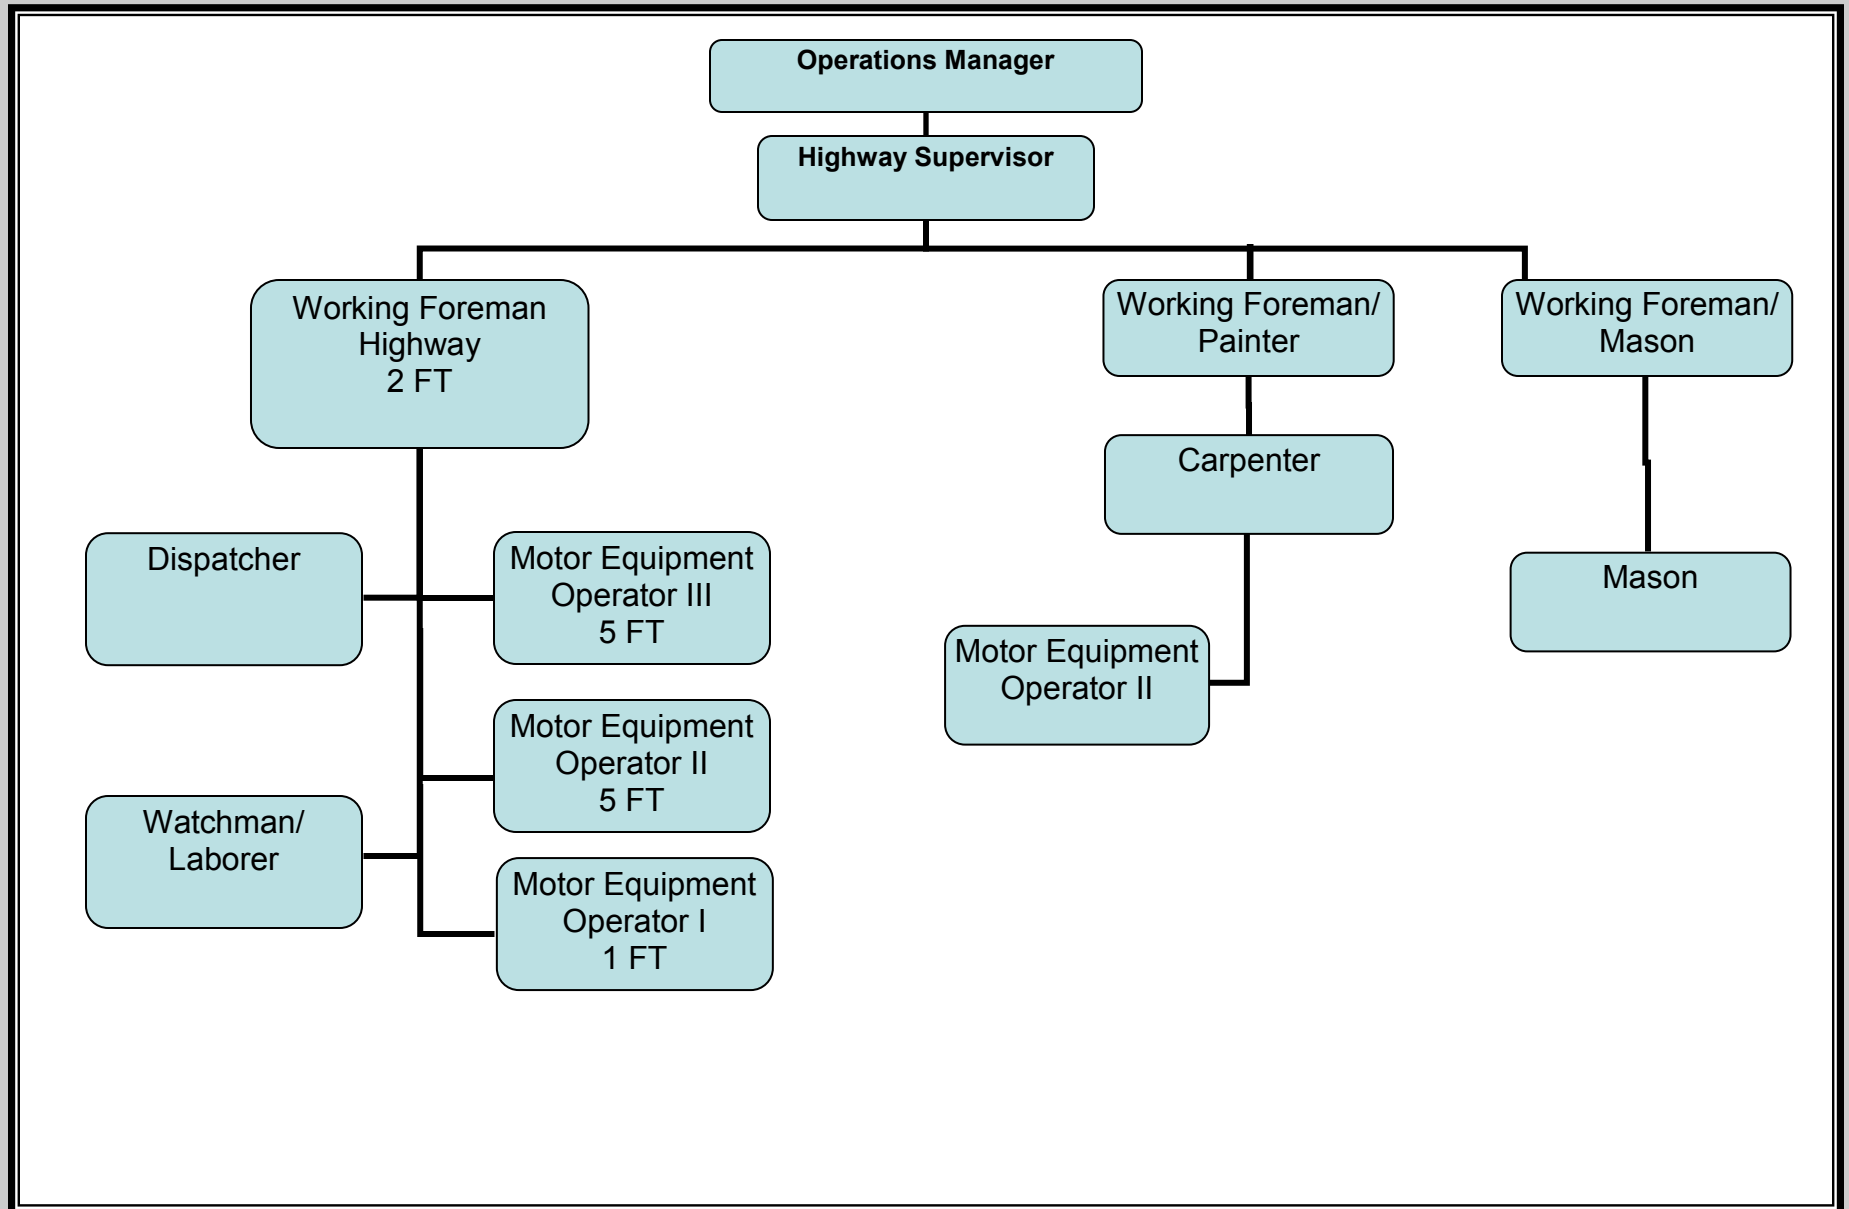 Operations Manager
Highway Supervisor
Working Foreman
Highway
2 FT
Working Foreman/
Painter
Working Foreman/
Mason
Carpenter
Dispatcher
Motor Equipment
Operator III
5 FT
Mason
Motor Equipment
Operator II
Motor Equipment
Operator II
5 FT
Watchman/
Laborer
Motor Equipment
Operator I
1 FT